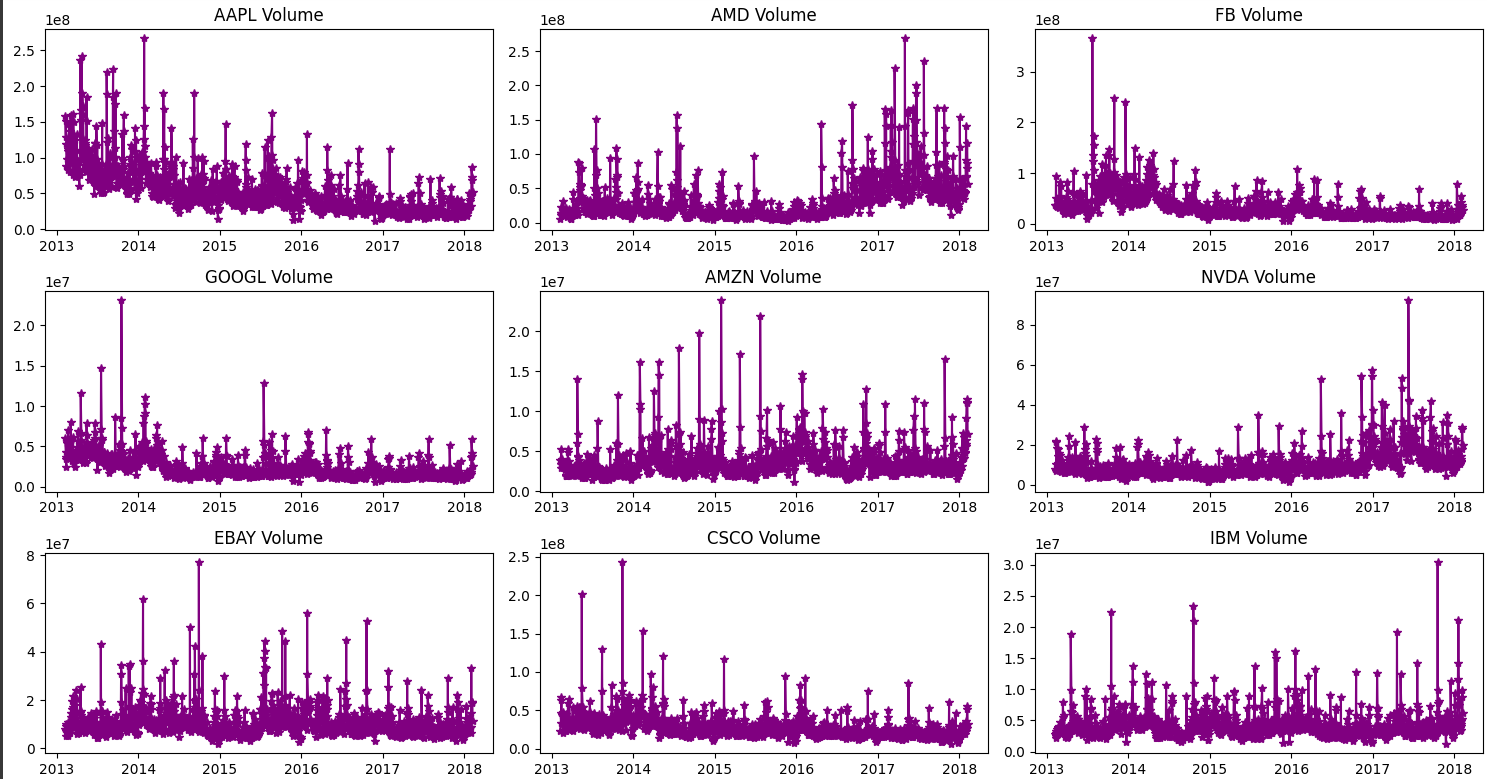 AAPL Volume
1e8
2.5
2.0
1.5
1.0
0.5
0.0
2013 2014 2015 2016 2017 2018
AMD Volume
1e8
2.5
2.0
1.5
1.0
0.5
0.0
2013 2014 2015 2016 2017 2018
FB Volume
1e8
3
2
1
0
2013 2014 2015 2016 2017 2018
GOOGL Volume
1e7
2.0
1.5
1.0
0.5
0.0
2013 2014 2015 2016 2017 2018
AMZN Volume
1e7
2.0
1.5
1.0
0.5
0.0
2013 2014 2015 2016 2017 2018
NVDA Volume
1e7
8
6
4
2
0
2013 2014 2015 2016 2017 2018
EBAY Volume
1e7
8
6
4
2
0
2013 2014 2015 2016 2017 2018
CSCO Volume
1e8
2.5
2.0
1.5
1.0
0.5
0.0
2013 2014 2015 2016 2017 2018
IBM Volume
1e7
3.0
2.5
2.0
1.5
1.0
0.5
0.0
2013 2014 2015 2016 2017 2018